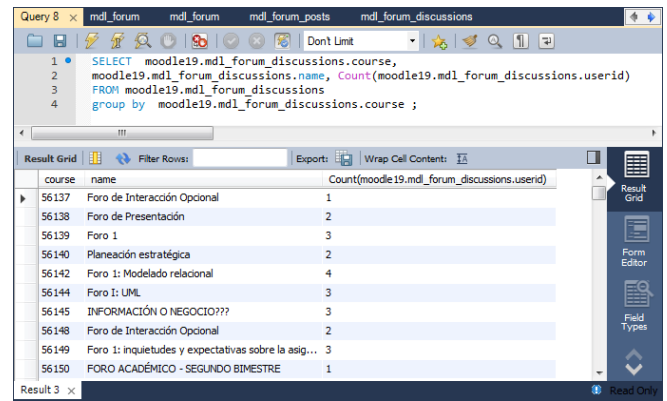 Query 8 × mdl_forum mdl_forum mdl_forum_posts mdl_forum_discussions
Don't Limit
1 SELECT moodle19.mdl_forum_discussions.course,
2 moodle19.mdl_forum_discussions.name, Count(moodle19.mdl_forum_discussions.userid)
3 FROM moodle19.mdl_forum_discussions
4 group by moodle19.mdl_forum_discussions.course ;
Result Grid Filter Rows: Export: Wrap Cell Content: IA
course name Count(moodle19.mdl_forum_discussions.userid)
56137 Foro de Interacción Opcional 1
56138 Foro de Presentación 2
56139 Foro 1 3
56140 Planeación estratégica 2
56142 Foro 1: Modelado relacional 4
56144 Foro I: UML 3
56145 INFORMACIÓN O NEGOCIO??? 3
56148 Foro de Interacción Opcional 2
56149 Foro 1: inquietudes y expectativas sobre la asig... 3
56150 FORO ACADÉMICO - SEGUNDO BIMESTRE 1
Result
Grid
Form
Editor
Field
Types
Result 3 × Read Only